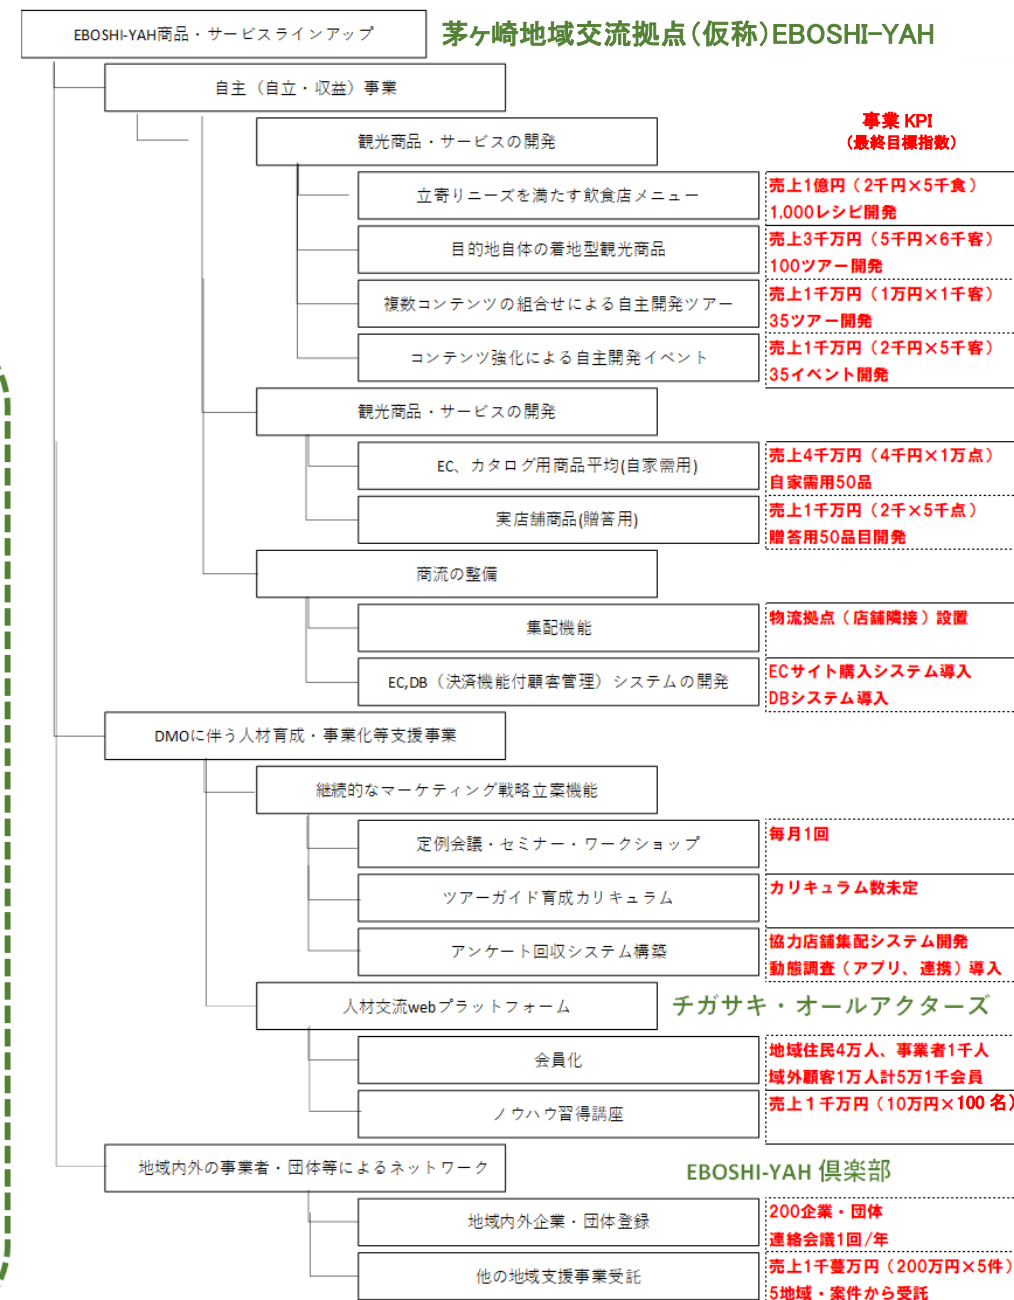 EBOSHI-YAH商品・サービスラインアップ
茅ヶ崎地域交流拠点(仮称)EBOSHI-YAH
自主（自立・収益）事業
事業 KPI
(最終目標指数)
観光商品・サービスの開発
立寄りニーズを満たす飲食店メニュー
売上1億円（2千円×5千食）
1,000レシピ開発
目的地自体の着地型観光商品
売上3千万円（5千円×6千客）
100ツアー開発
複数コンテンツの組合せによる自主開発ツアー
売上1千万円（1万円×1千客）
35ツアー開発
コンテンツ強化による自主開発イベント
売上1千万円（2千円×5千客）
35イベント開発
観光商品・サービスの開発
EC、カタログ用商品平均(自家需用)
売上4千万円（4千円×1万点）
自家需用50品
実店舗商品(贈答用)
売上1千万円（2千×5千点）
贈答用50品目開発
商流の整備
集配機能
物流拠点（店舗隣接）設置
EC,DB（決済機能付顧客管理）システムの開発
ECサイト購入システム導入
DBシステム導入
DMOに伴う人材育成・事業化等支援事業
継続的なマーケティング戦略立案機能
定例会議・セミナー・ワークショップ
毎月1回
ツアーガイド育成カリキュラム
カリキュラム数未定
アンケート回収システム構築
協力店舗集配システム開発
動態調査（アプリ、連携）導入
人材交流webプラットフォーム
チガサキ・オールアクターズ
会員化
地域住民4万人、事業者1千人
域外顧客1万人計5万1千会員
ノウハウ習得講座
売上１千万円（10万円×100 名）
地域内外の事業者・団体等によるネットワーク
EBOSHI-YAH 倶楽部
地域内外企業・団体登録
200企業・団体
連絡会議1回/年
他の地域支援事業受託
売上1千蔓万円（200万円×5件）
5地域・案件から受託